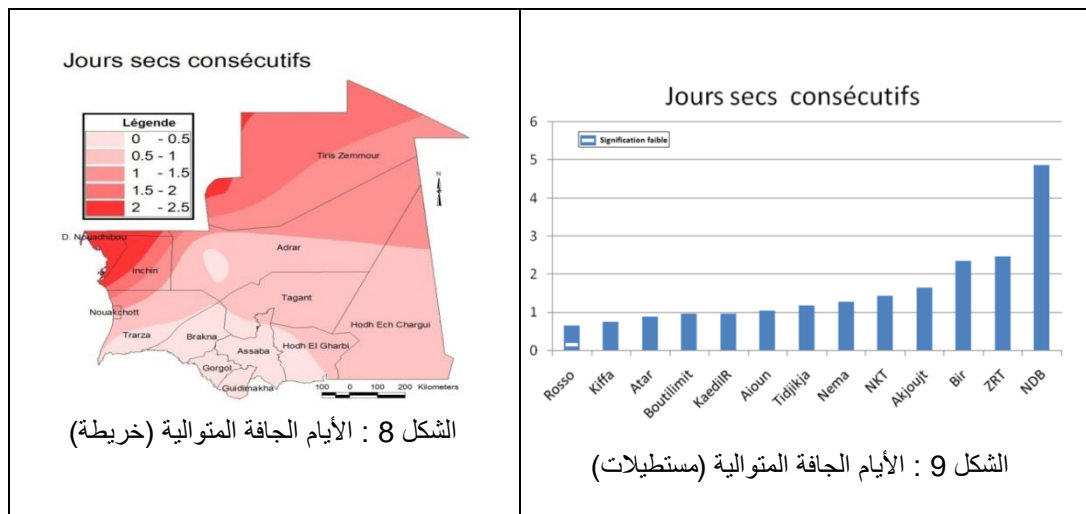 Jours secs consécutifs
Légende
0 - 0.5
0.5 - 1
1 - 1.5
1.5 - 2
2 - 2.5
Tiris Zemmour
N
D. Nouadhibou
Inchiri
Adrar
Nouakchott
Tagant
Trarza
Brakna
Hodh Ech Chargui
Assaba
Hodh El Gharbi
Gorgol
Guidimakha
100 0 100 200 Kilometers
الشكل 8 : الأيام الجافة المتوالية (خريطة)
Jours secs consécutifs
6
Signification faible
5
4
3
2
1
0
Rosso
Kiffa
Atar
Boutilimit
KaediIR
Aioun
Tidjikja
Nema
NKT
Akjoujt
Bir
ZRT
NDB
الشكل 9 : الأيام الجافة المتوالية (مستطيلات)